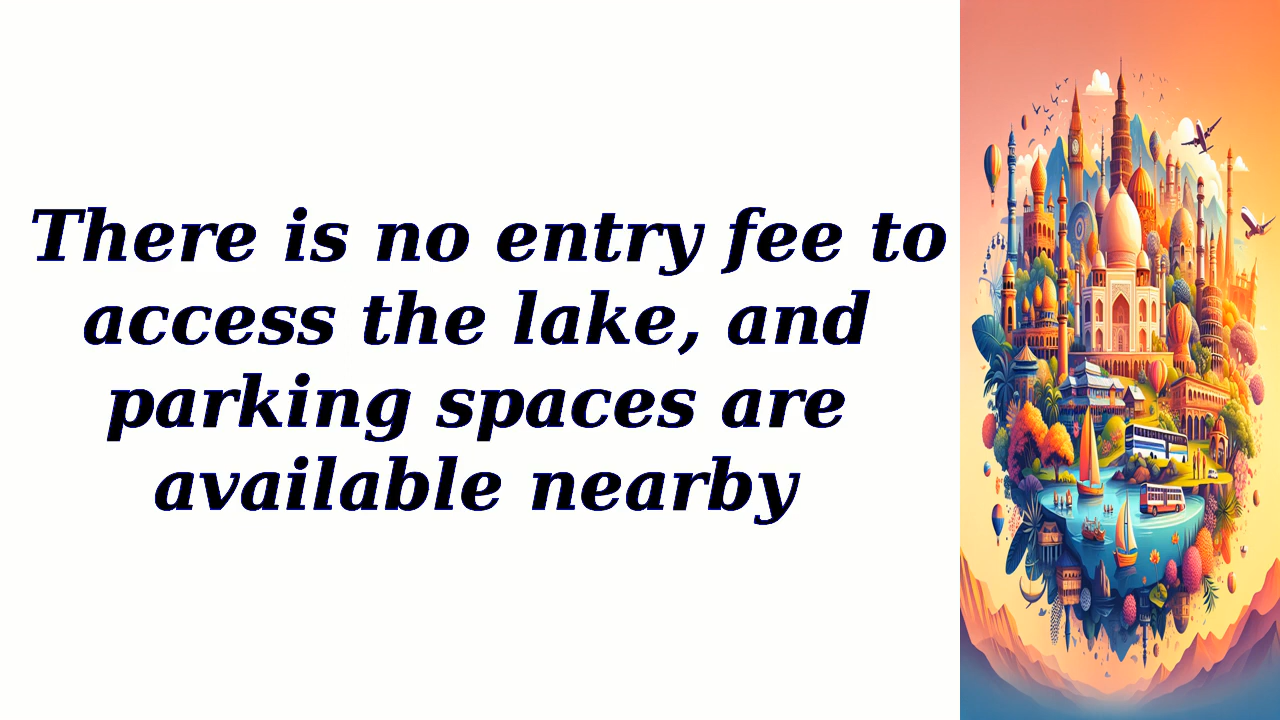 There is no entry fee to
access the lake, and
parking spaces are
available nearby